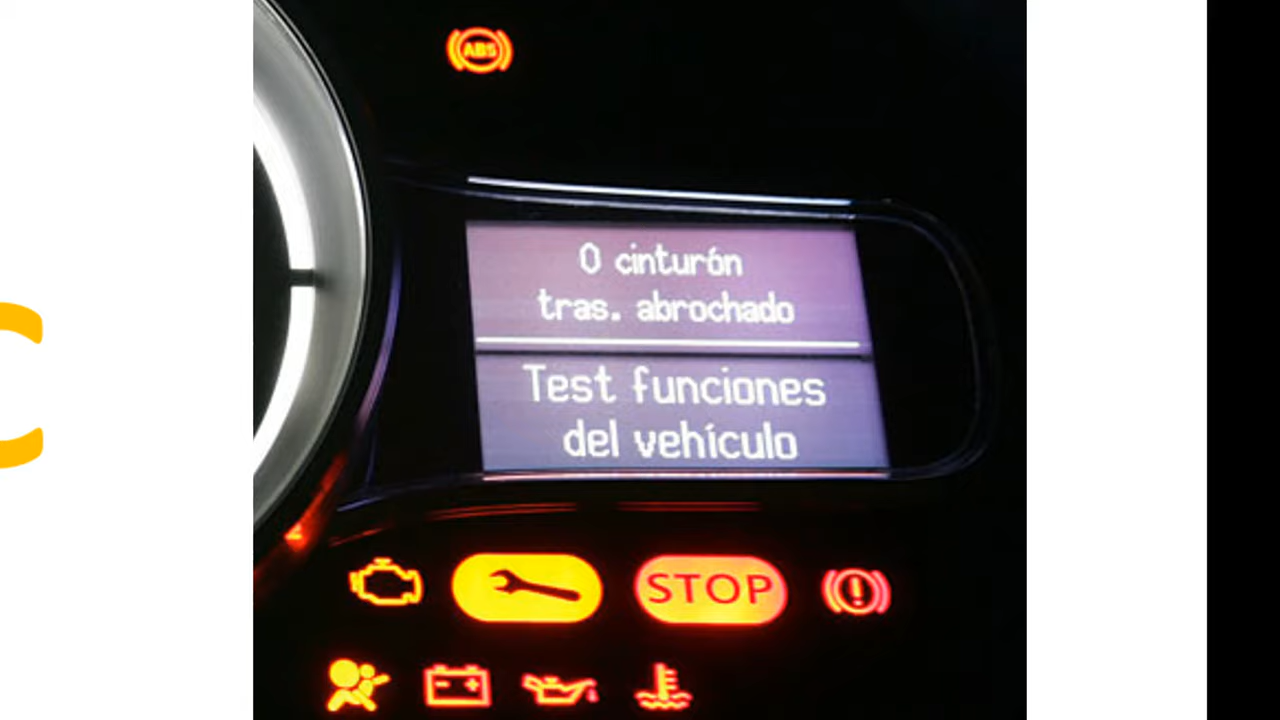 ABS
0 cinturón
tras. abrochado
Test funciones
del vehículo
STOP